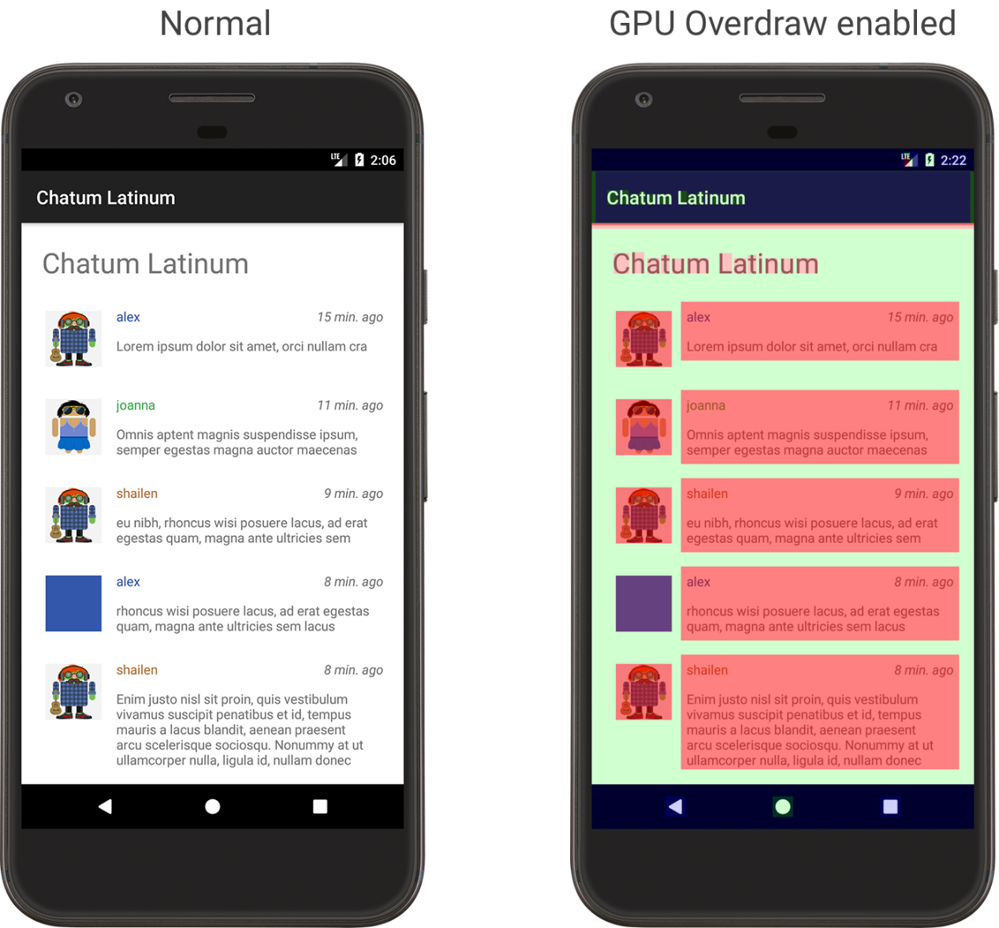 Normal
LTE 2:06
Chatum Latinum
Chatum Latinum
alex 15 min. ago
Lorem ipsum dolor sit amet, orci nullam cra
joanna 11 min. ago
Omnis aptent magnis suspendisse ipsum,
semper egestas magna auctor maecenas
shailen 9 min. ago
eu nibh, rhoncus wisi posuere lacus, ad erat
egestas quam, magna ante ultricies sem
alex 8 min. ago
rhoncus wisi posuere lacus, ad erat egestas
quam, magna ante ultricies sem lacus
shailen 8 min. ago
Enim justo nisl sit proin, quis vestibulum
vivamus suscipit penatibus et id, tempus
mauris a lacus blandit, aenean praesent
arcu scelerisque sociosqu. Nonummy at ut
ullamcorper nulla, ligula id, nullam donec
GPU Overdraw enabled
LTE 2:22
Chatum Latinum
Chatum Latinum
alex 15 min. ago
Lorem ipsum dolor sit amet, orci nullam cra
joanna 11 min. ago
Omnis aptent magnis suspendisse ipsum,
semper egestas magna auctor maecenas
shailen 9 min. ago
eu nibh, rhoncus wisi posuere lacus, ad erat
egestas quam, magna ante ultricies sem
alex 8 min. ago
rhoncus wisi posuere lacus, ad erat egestas
quam, magna ante ultricies sem lacus
shailen 8 min. ago
Enim justo nisl sit proin, quis vestibulum
vivamus suscipit penatibus et id, tempus
mauris a lacus blandit, aenean praesent
arcu scelerisque sociosqu. Nonummy at ut
ullamcorper nulla, ligula id, nullam donec